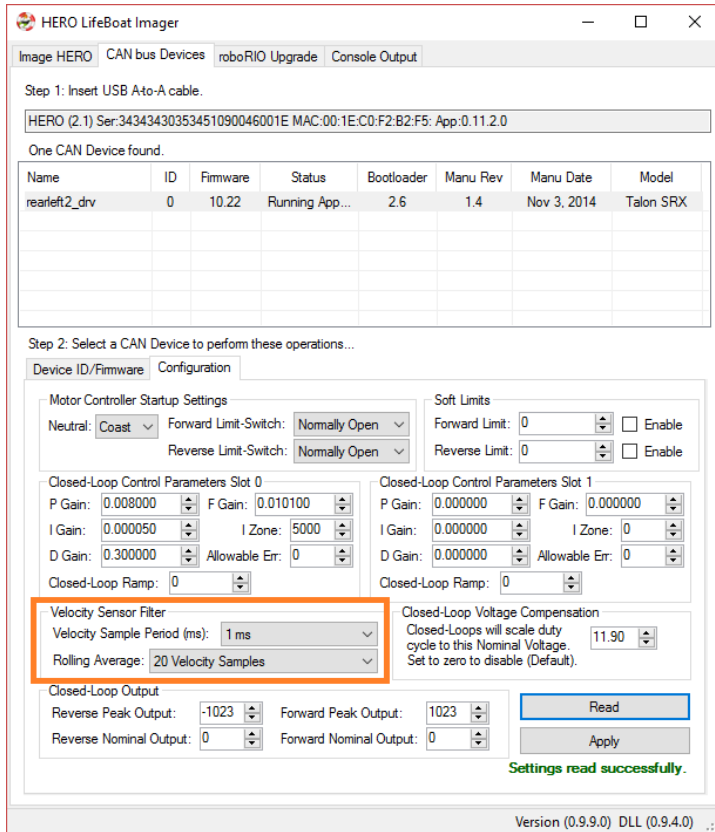 HERO LifeBoat Imager
Image HERO CAN bus Devices roboRIO Upgrade Console Output
Step 1: Insert USB A-to-A cable.
HERO (2.1) Ser:34343430353451090046001E MAC:00:1E:C0:F2:B2:F5: App:0.11.2.0
One CAN Device found.
Name ID Firmware Status Bootloader Manu Rev Manu Date Model
rearleft2_drv 0 10.22 Running App... 2.6 1.4 Nov 3, 2014 Talon SRX
Step 2: Select a CAN Device to perform these operations...
Device ID/Firmware Configuration
Motor Controller Startup Settings Soft Limits
Neutral: Coast Forward Limit-Switch: Normally Open Forward Limit: 0 Enable
Reverse Limit-Switch: Normally Open Reverse Limit: 0 Enable
Closed-Loop Control Parameters Slot 0 Closed-Loop Control Parameters Slot 1
P Gain: 0.008000 F Gain: 0.010100 P Gain: 0.000000 F Gain: 0.000000
I Gain: 0.000050 I Zone: 5000 I Gain: 0.000000 I Zone: 0
D Gain: 0.300000 Allowable Err: 0 D Gain: 0.000000 Allowable Err: 0
Closed-Loop Ramp: 0 Closed-Loop Ramp: 0
Velocity Sensor Filter Closed-Loop Voltage Compensation
Velocity Sample Period (ms): 1 ms Closed-Loops will scale duty
cycle to this Nominal Voltage. 11.90
Rolling Average: 20 Velocity Samples Set to zero to disable (Default).
Closed-Loop Output
Reverse Peak Output: -1023 Forward Peak Output: 1023 Read
Reverse Nominal Output: 0 Forward Nominal Output: 0 Apply
Settings read successfully.
Version (0.9.9.0) DLL (0.9.4.0)